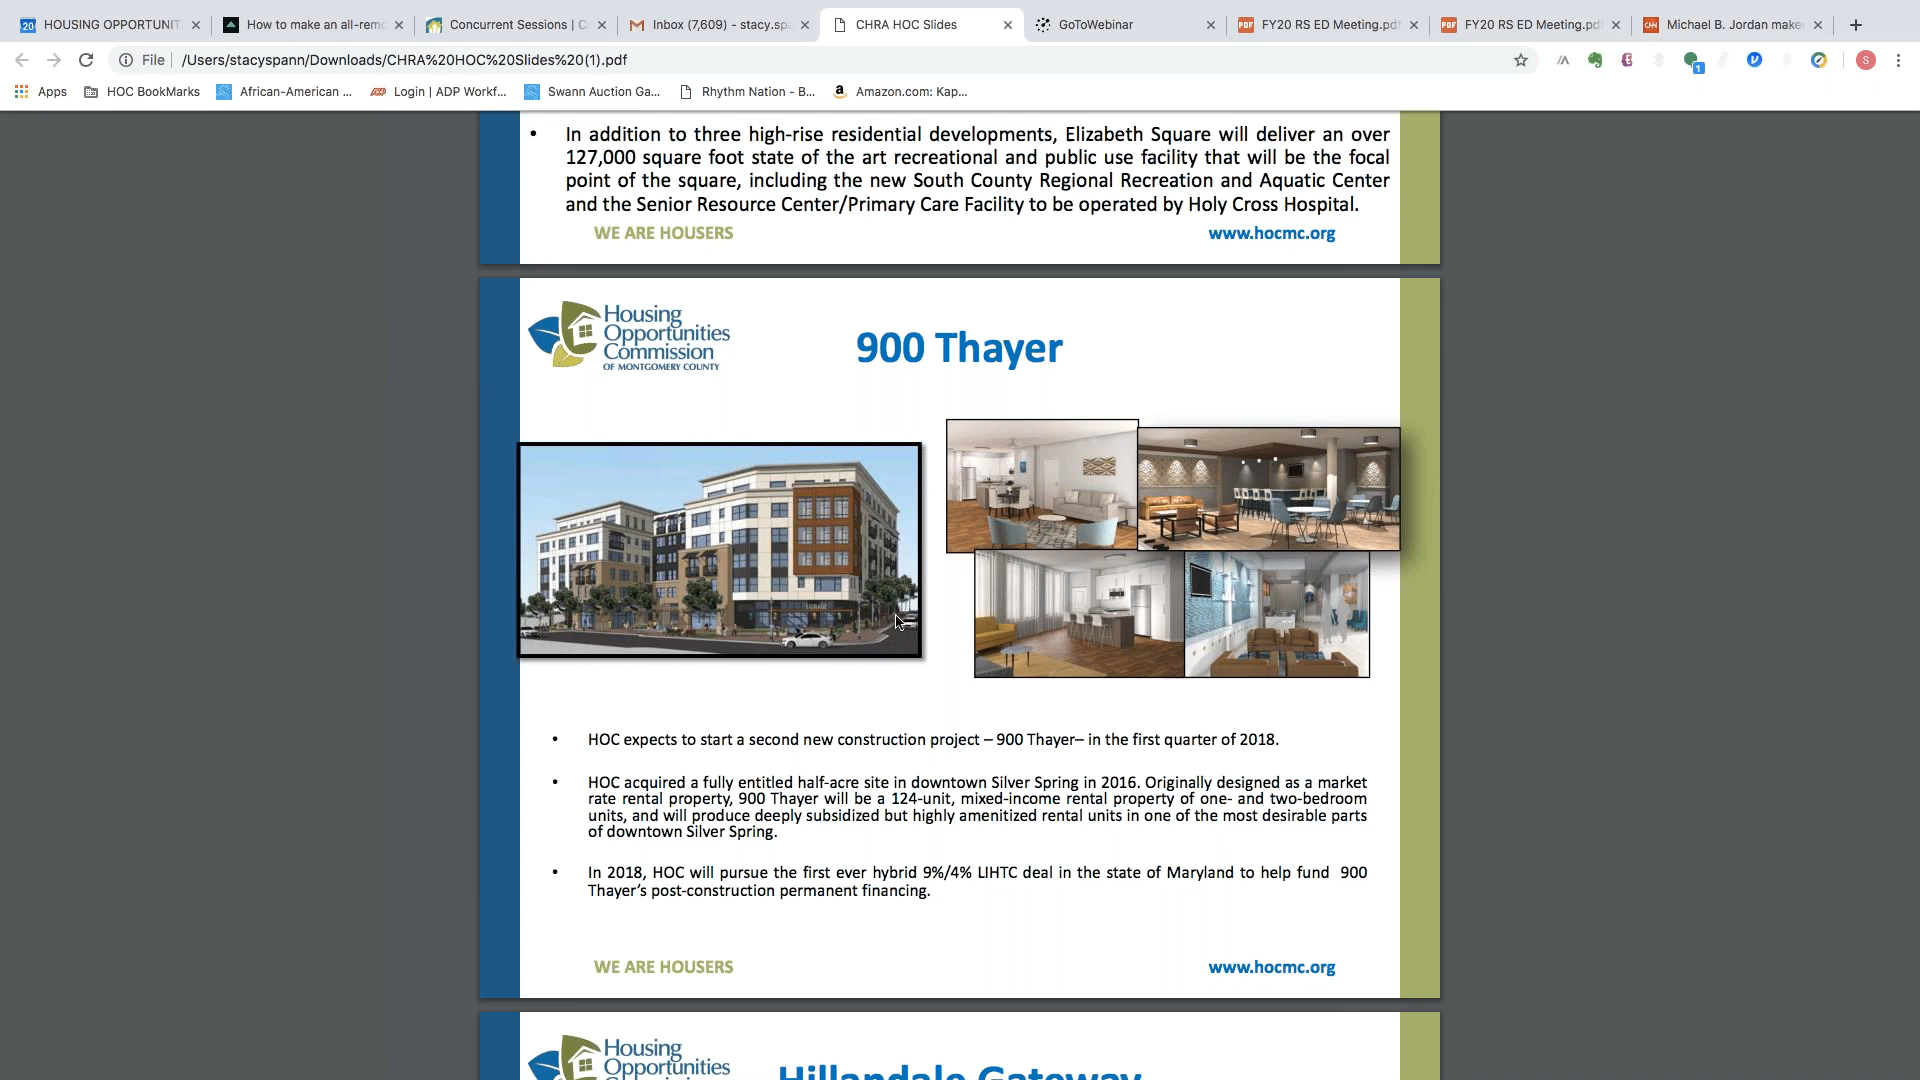 HOUSING OPPORTUNIT
How to make an all-remo
Concurrent Sessions | C
Inbox (7,609) - stacy.spa
CHRA HOC Slides
GoToWebinar
FY20 RS ED Meeting.pdf
FY20 RS ED Meeting.pdf
Michael B. Jordan make
File
/Users/stacyspann/Downloads/CHRA%20HOC%20Slides%20(1).pdf
Apps
HOC BookMarks
African-American ...
Login | ADP Workf...
Swann Auction Ga...
Rhythm Nation - B...
Amazon.com: Kap...
• In addition to three high-rise residential developments, Elizabeth Square will deliver an over
127,000 square foot state of the art recreational and public use facility that will be the focal
point of the square, including the new South County Regional Recreation and Aquatic Center
and the Senior Resource Center/Primary Care Facility to be operated by Holy Cross Hospital.
WE ARE HOUSERS
www.hocmc.org
Housing
Opportunities
Commission
OF MONTGOMERY COUNTY
900 Thayer
SIGNAGE
• HOC expects to start a second new construction project – 900 Thayer– in the first quarter of 2018.
• HOC acquired a fully entitled half-acre site in downtown Silver Spring in 2016. Originally designed as a market
rate rental property, 900 Thayer will be a 124-unit, mixed-income rental property of one- and two-bedroom
units, and will produce deeply subsidized but highly amenitized rental units in one of the most desirable parts
of downtown Silver Spring.
• In 2018, HOC will pursue the first ever hybrid 9%/4% LIHTC deal in the state of Maryland to help fund 900
Thayer's post-construction permanent financing.
WE ARE HOUSERS
www.hocmc.org
Housing
Opportunities
Hillandale Gateway